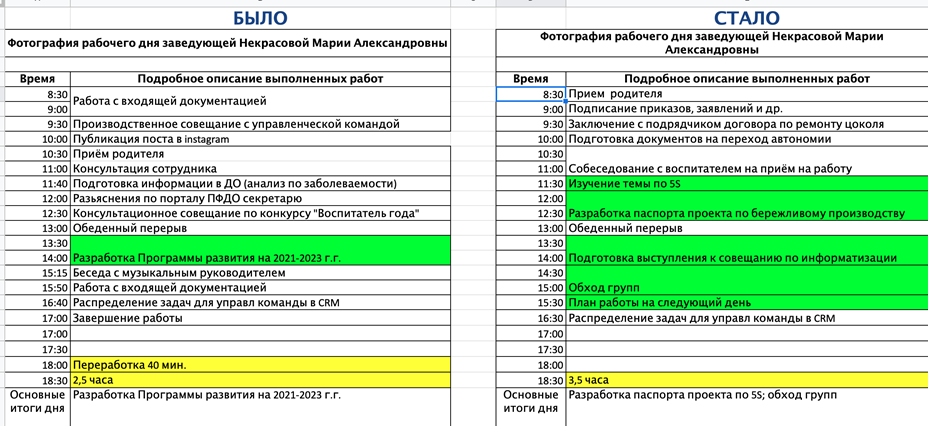 БЫЛО
Фотография рабочего дня заведующей Некрасовой Марии Александровны
Время Подробное описание выполненных работ
8:30
Работа с входящей документацией
9:00
9:30 Производственное совещание с управленческой командой
10:00 Публикация поста в instagram
10:30 Приём родителя
11:00 Консультация сотрудника
11:40 Подготовка информации в ДО (анализ по заболеваемости)
12:00 Разьяснения по порталу ПФДО секретарю
12:30 Консультационное совещание по конкурсу "Воспитатель года"
13:00 Обеденный перерыв
13:30
14:00 Разработка Программы развития на 2021-2023 г.г.
15:15 Беседа с музыкальным руководителем
15:50 Работа с входящей документацией
16:40 Распределение задач для управл команды в CRM
17:00 Завершение работы
17:00
17:30
18:00 Переработка 40 мин.
18:30 2,5 часа
Основные Разработка Программы развития на 2021-2023 г.г.
итоги дня
СТАЛО
Фотография рабочего дня заведующей Некрасовой Марии
Александровны
Время Подробное описание выполненных работ
8:30 Прием родителя
9:00 Подписание приказов, заявлений и др.
9:30 Заключение с подрядчиком договора по ремонту цоколя
10:00 Подготовка документы на переход автономии
10:30
11:00 Собеседование с воспитателем на приём на работу
11:30 Изучение темы по 5S
12:00
12:30 Разработка паспорта проекта по бережливому производству
13:00 Обеденный перерыв
13:30
14:00 Подготовка выступления к совещанию по информатизации
14:30
15:00 Обход групп
15:30 План работы на следующий день
16:30 Распределение задач для управл команды в CRM
17:00
17:30
18:00
18:30 3,5 часа
Основные Разработка паспорта проекта по 5S; обход групп
итоги дня